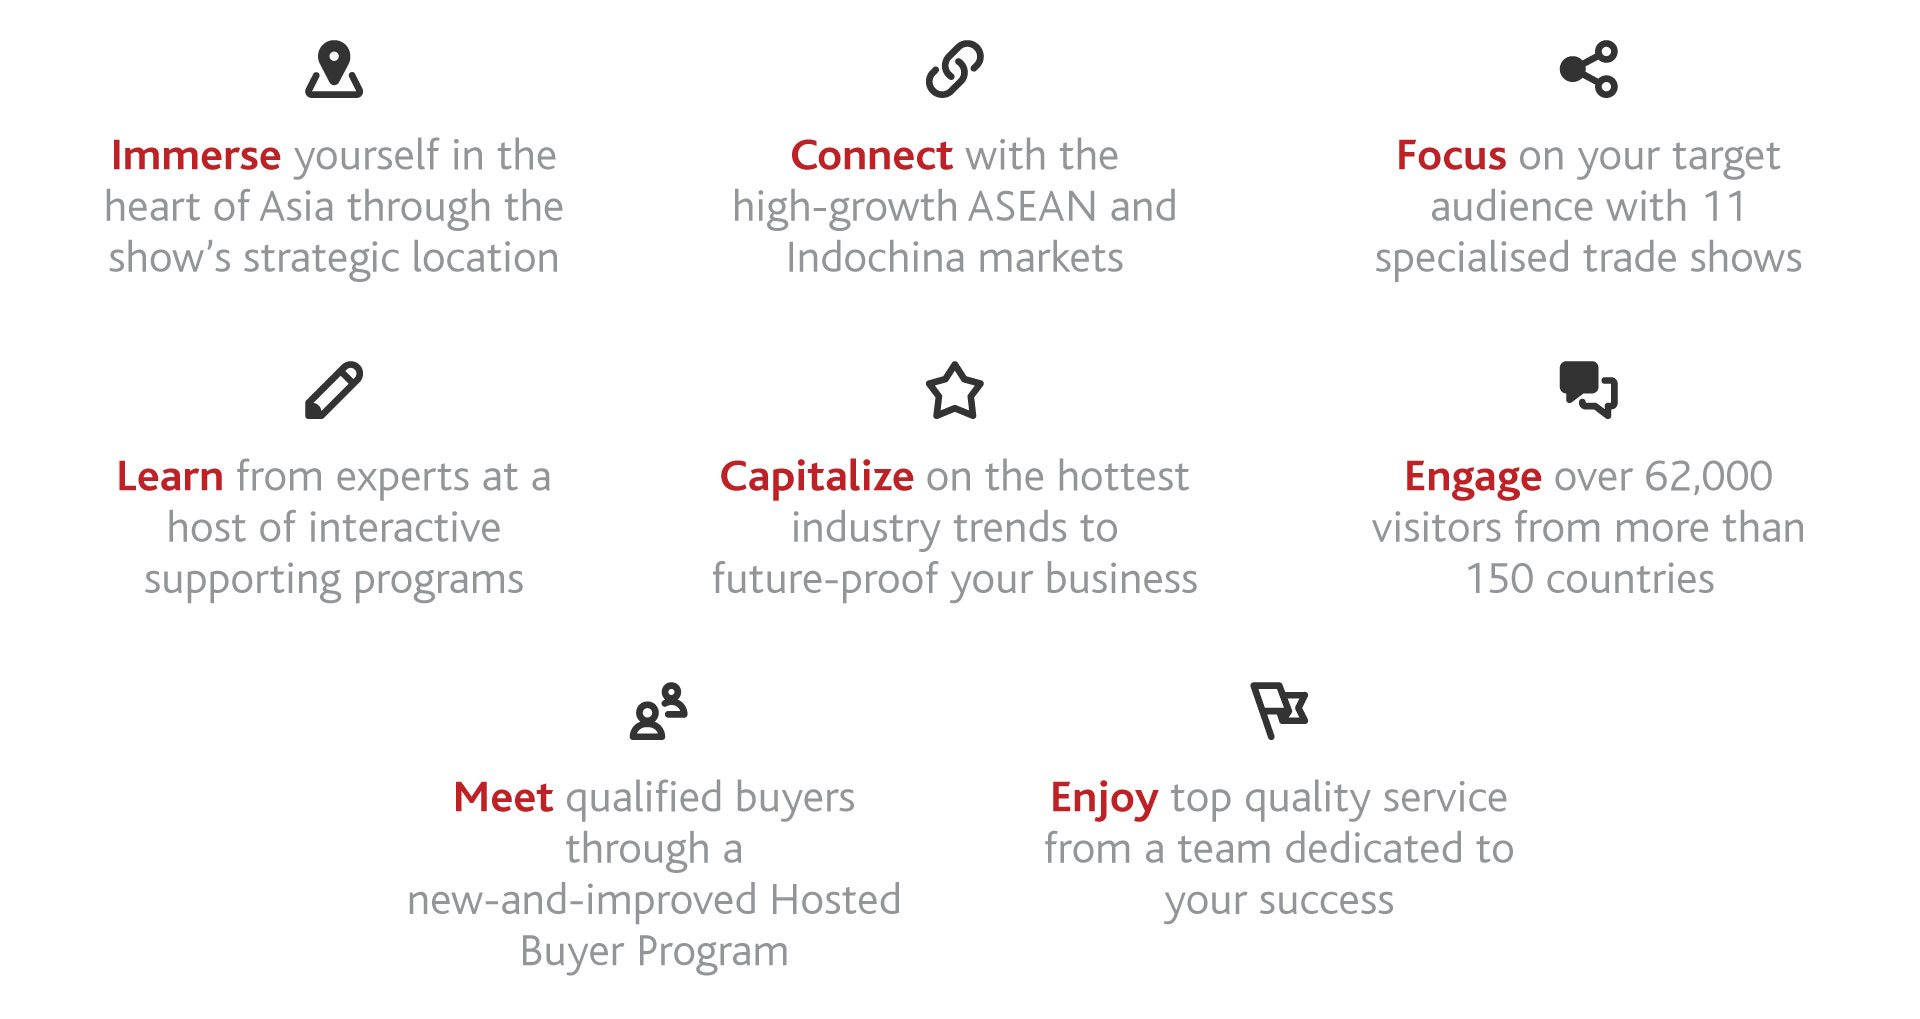 Immerse yourself in the
heart of Asia through the
show’s strategic location
Connect with the
high-growth ASEAN and
Indochina markets
Focus on your target
audience with 11
specialised trade shows
Learn from experts at a
host of interactive
supporting programs
Capitalize on the hottest
industry trends to
future-proof your business
Engage over 62,000
visitors from more than
150 countries
Meet qualified buyers
through a
new-and-improved Hosted
Buyer Program
Enjoy top quality service
from a team dedicated to
your success